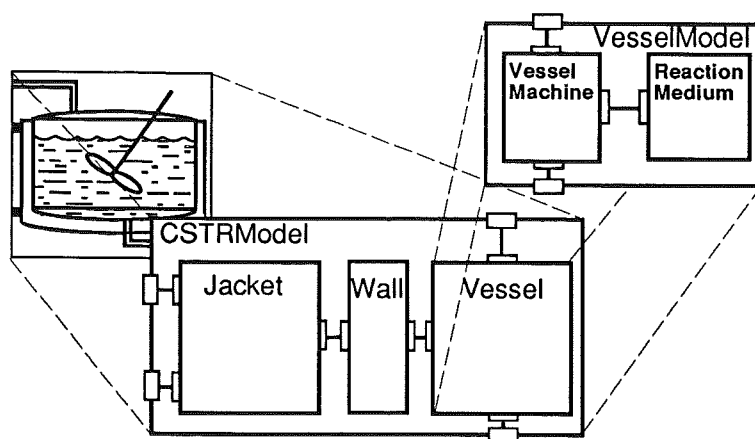 VesselModel
Vessel
Machine
Reaction
Medium
CSTRModel
Jacket
Wall
Vessel